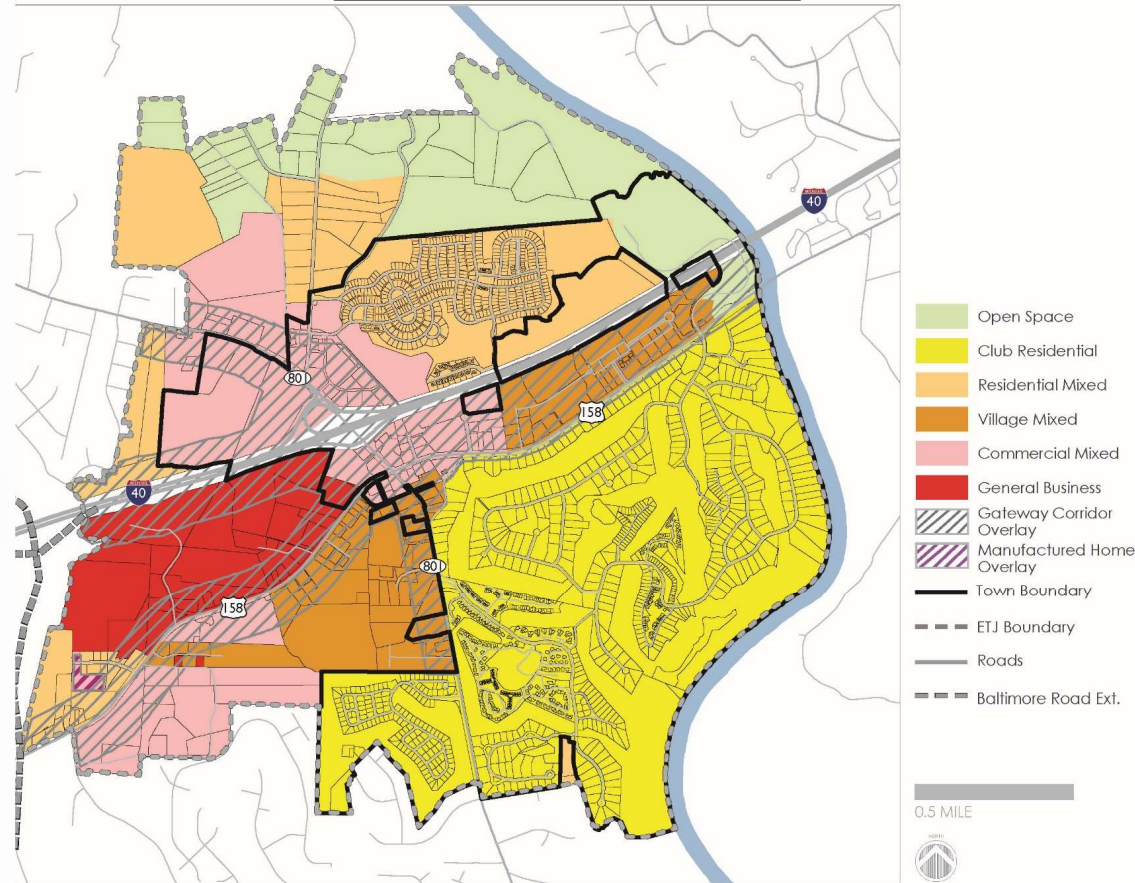 40
801
158
40
801
158
Open Space
Club Residential
Residential Mixed
Village Mixed
Commercial Mixed
General Business
Gateway Corridor
Overlay
Manufactured Home
Overlay
Town Boundary
ETJ Boundary
Roads
Baltimore Road Ext.
0.5 MILE
NORTH